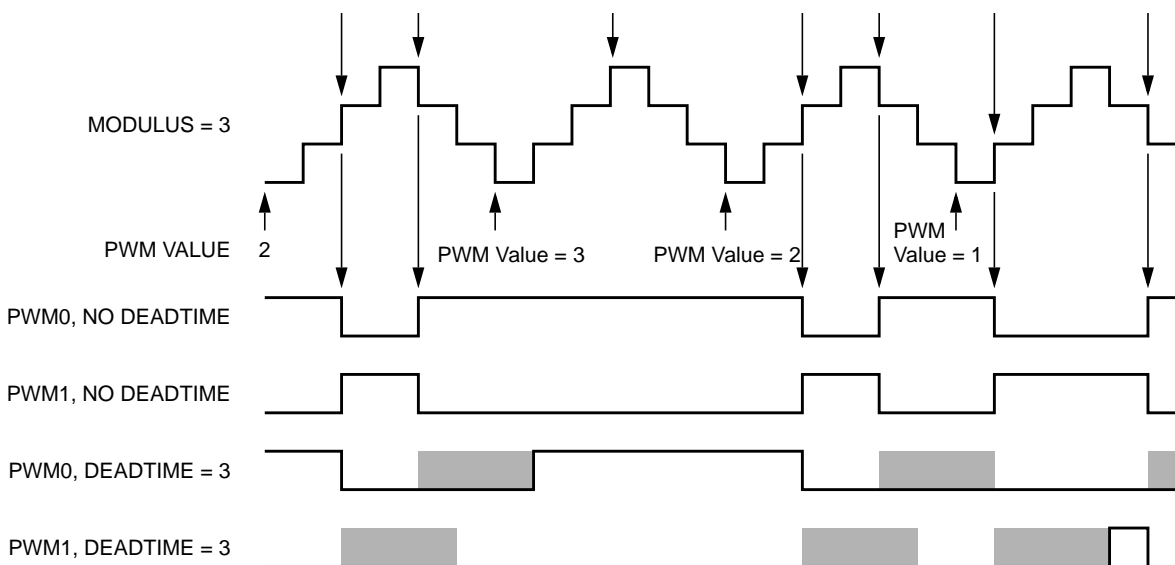 MODULUS = 3
PWM VALUE
2
PWM Value = 3
PWM Value = 2
PWM
Value = 1
PWM0, NO DEADTIME
PWM1, NO DEADTIME
PWM0, DEADTIME = 3
PWM1, DEADTIME = 3